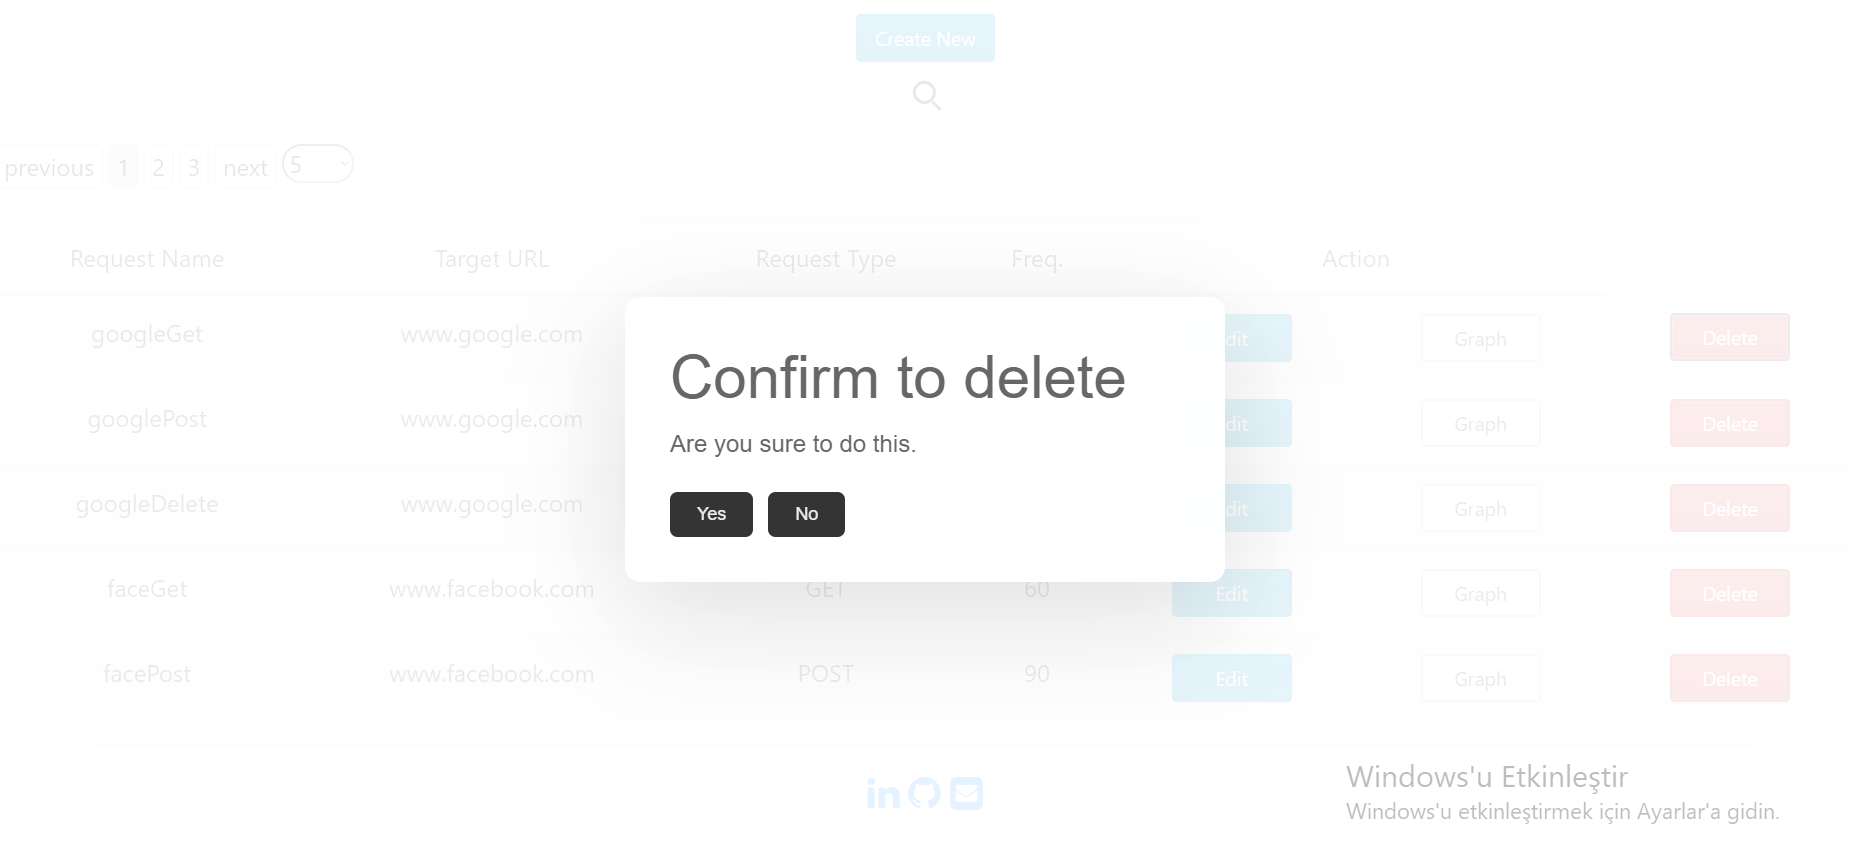 Create New
previous 1 2 3 next 5
Request Name Target URL Request Type Freq. Action
googleGet www.google.com dit Graph Delete
googlePost www.google.com dit Graph Delete
googleDelete www.google.com dit Graph Delete
faceGet www.facebook.com GET 60 Edit Graph Delete
facePost www.facebook.com POST 90 Edit Graph Delete
Confirm to delete
Are you sure to do this.
Yes No
in
Windows'u Etkinleştir
Windows'u etkinleştirmek için Ayarlar'a gidin.